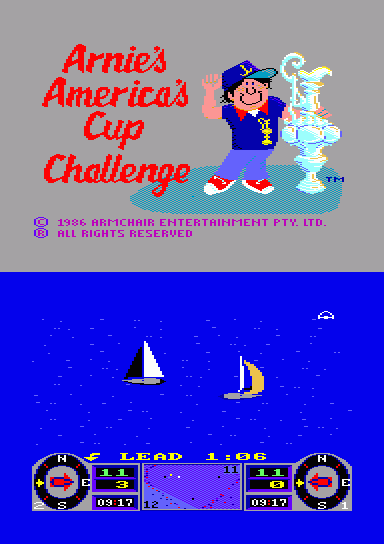 Arnie's
America's
Cup
Challenge
TM
© 1986 ARMCHAIR ENTERTAINMENT PTY. LTD.
® ALL RIGHTS RESERVED
LEAD 1:06
N
11
11
11
N
E
3
0
E
S
09:17
12
09:17
S
2
1